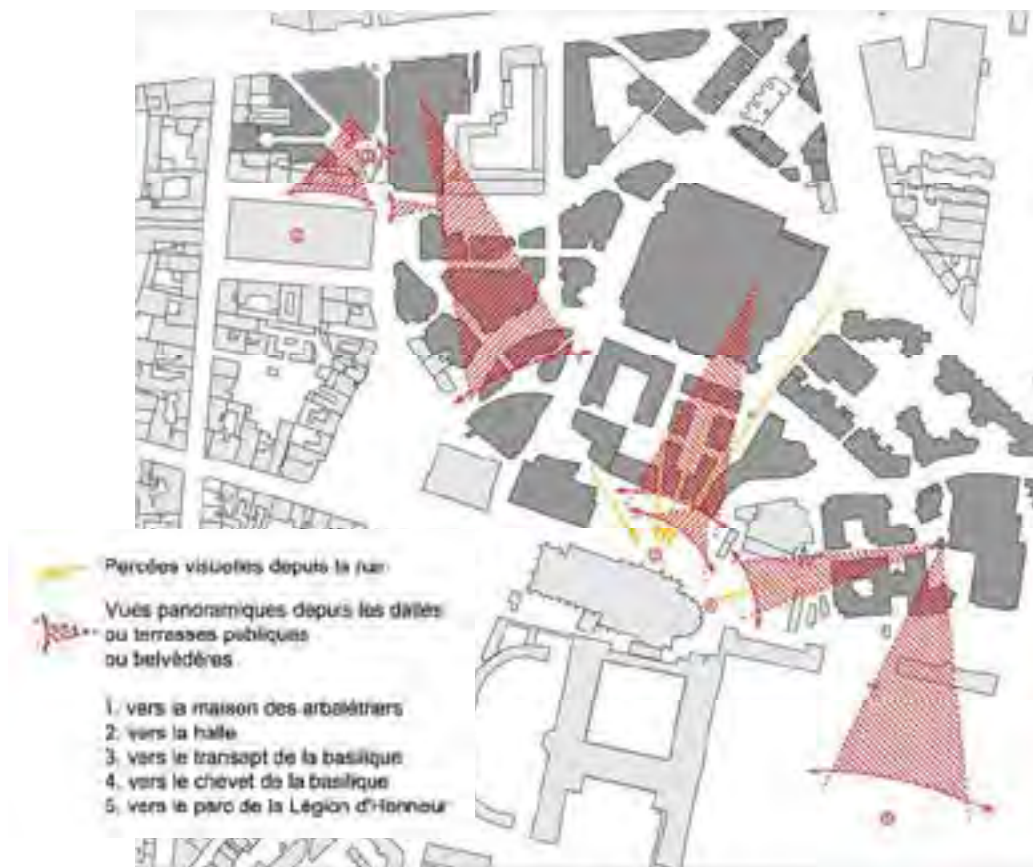 Percées visuelles depuis la rue
Vues panoramiques depuis les dalles
ou terrasses publiques
ou belvédères
1. vers la maison des arbalétriers
2. vers la halle
3. vers le transept de la basilique
4. vers le chevet de la basilique
5. vers le parc de la Légion d'Honneur